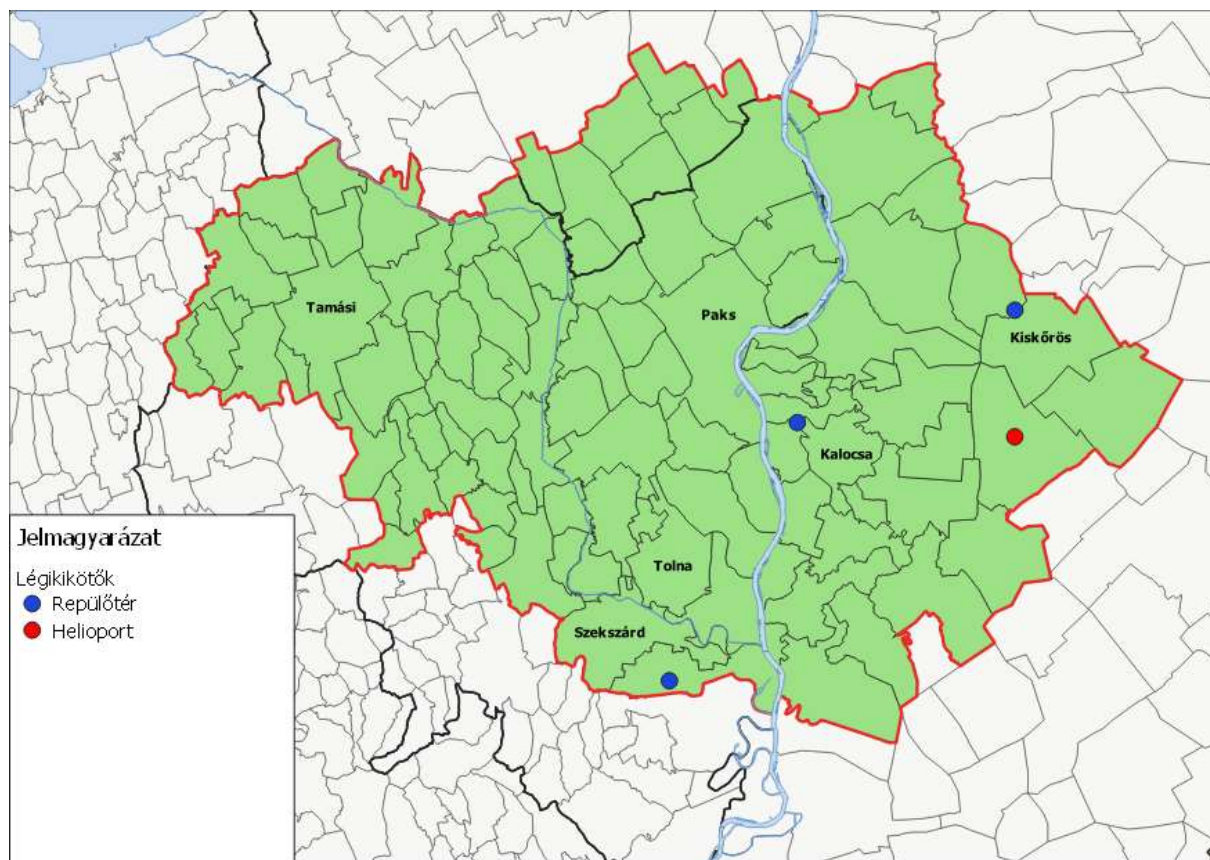 Tamási
Paks
Kiskőrös
Kalocsa
Tolna
Szekszárd
Jelmagyarázat
Légikikötők
Repülőtér
Helioport